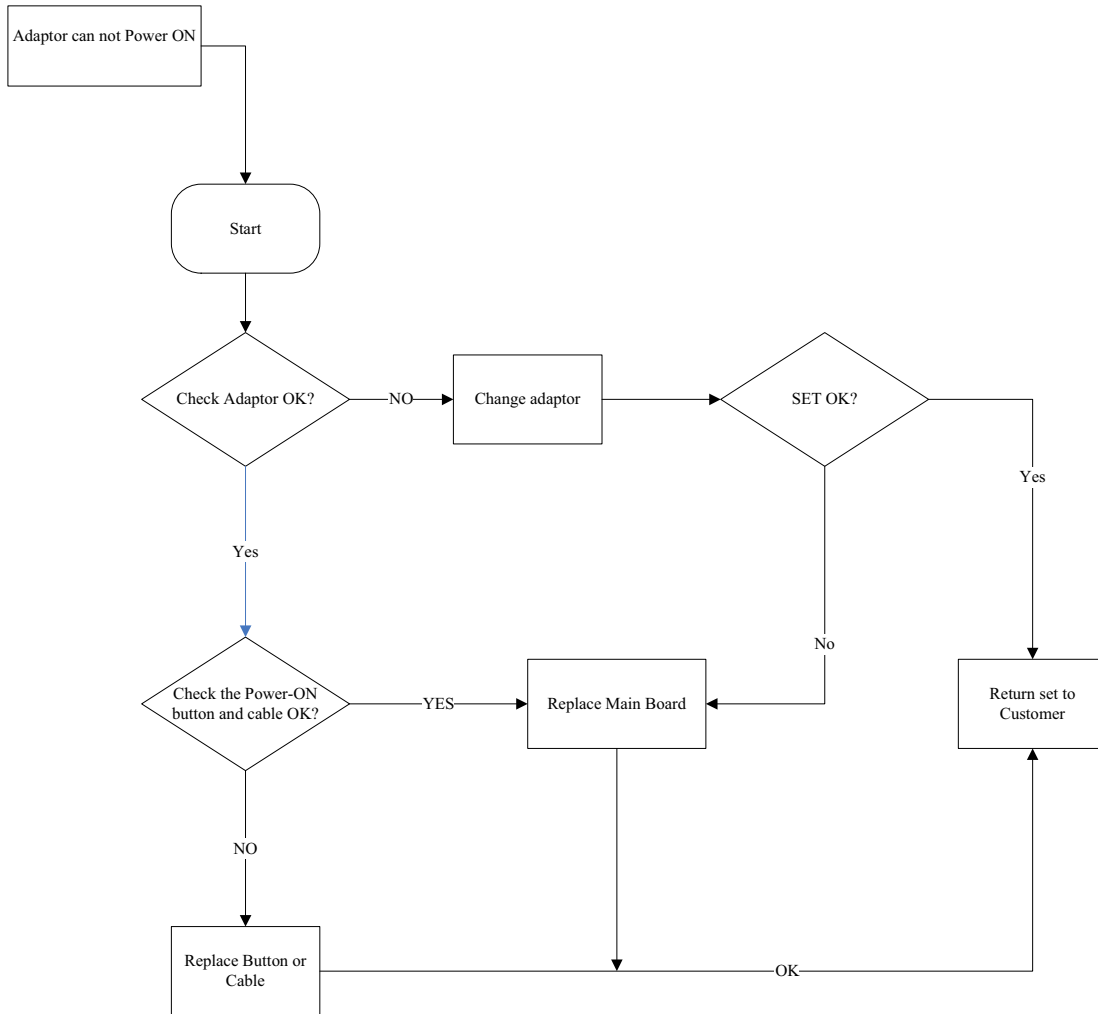 Adaptor can not Power ON
Start
Check Adaptor OK?
NO
Change adaptor
SET OK?
Yes
Yes
No
Check the Power-ON
button and cable OK?
YES
Replace Main Board
Return set to
Customer
NO
Replace Button or
Cable
OK